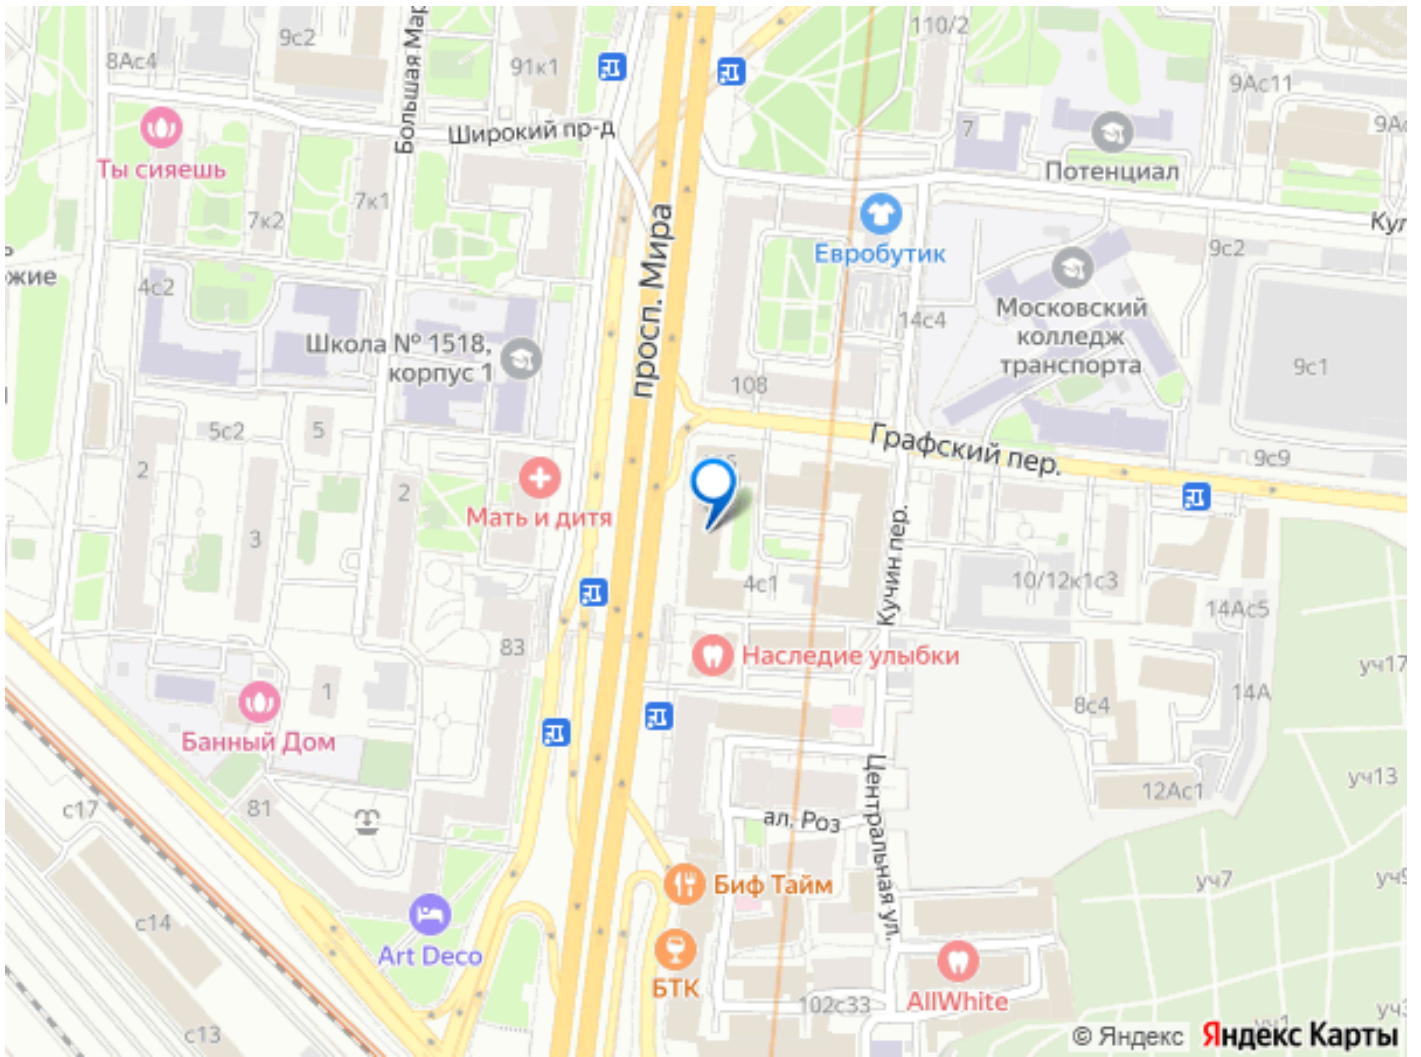 110/2
9с2
Большая Мар
8Ас4
91к1
9Ас11
Широкий пр-д
7
9Ас
Ты сияешь
Потенциал
7к1
7к2
просп. Мира
Евробутик
Кул
9с2
жие
4с2
Московский
колледж
транспорта
14с4
Школа № 1518,
корпус 1
9с1
108
5с2
5
Графский пер.
9с9
2
2
Мать и дитя
3
Кучин пер.
4с1
10/12к1с3
14Ас5
83
Наследие улыбки
уч17
1
8с4
14А
Банный Дом
Центральная ул.
12Ас1
уч13
с17
81
ал. Роз
Биф Тайм
уч7
уч9
с14
Art Deco
БТК
AllWhite
102с33
с13
уч1
© Яндекс
Яндекс Карты